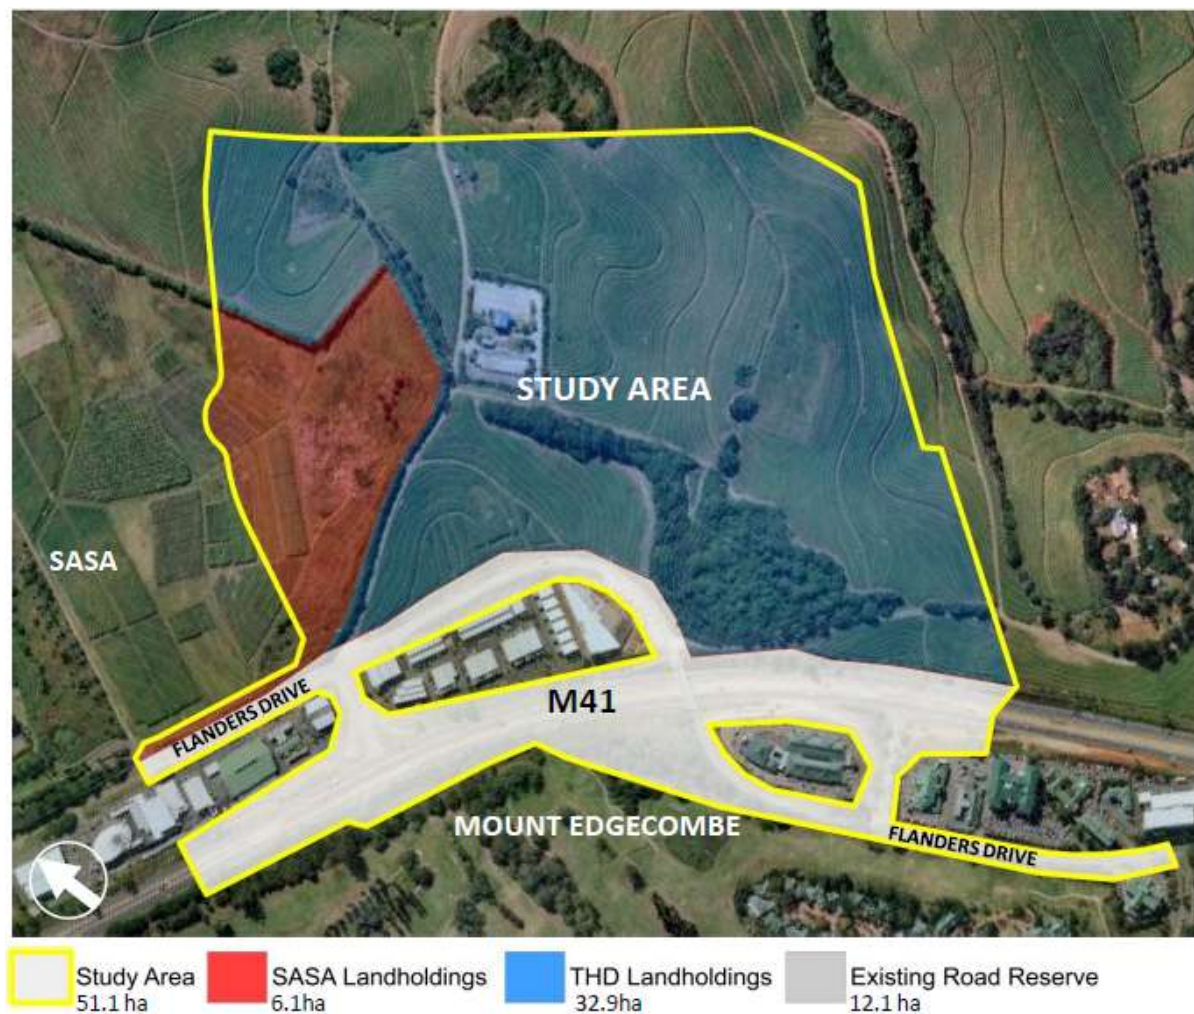 STUDY AREA
SASA
FLANDERS DRIVE
M41
MOUNT EDGECOMBE
FLANDERS DRIVE
Study Area
51.1 ha
SASA Landholdings
6.1ha
THD Landholdings
32.9ha
Existing Road Reserve
12.1 ha